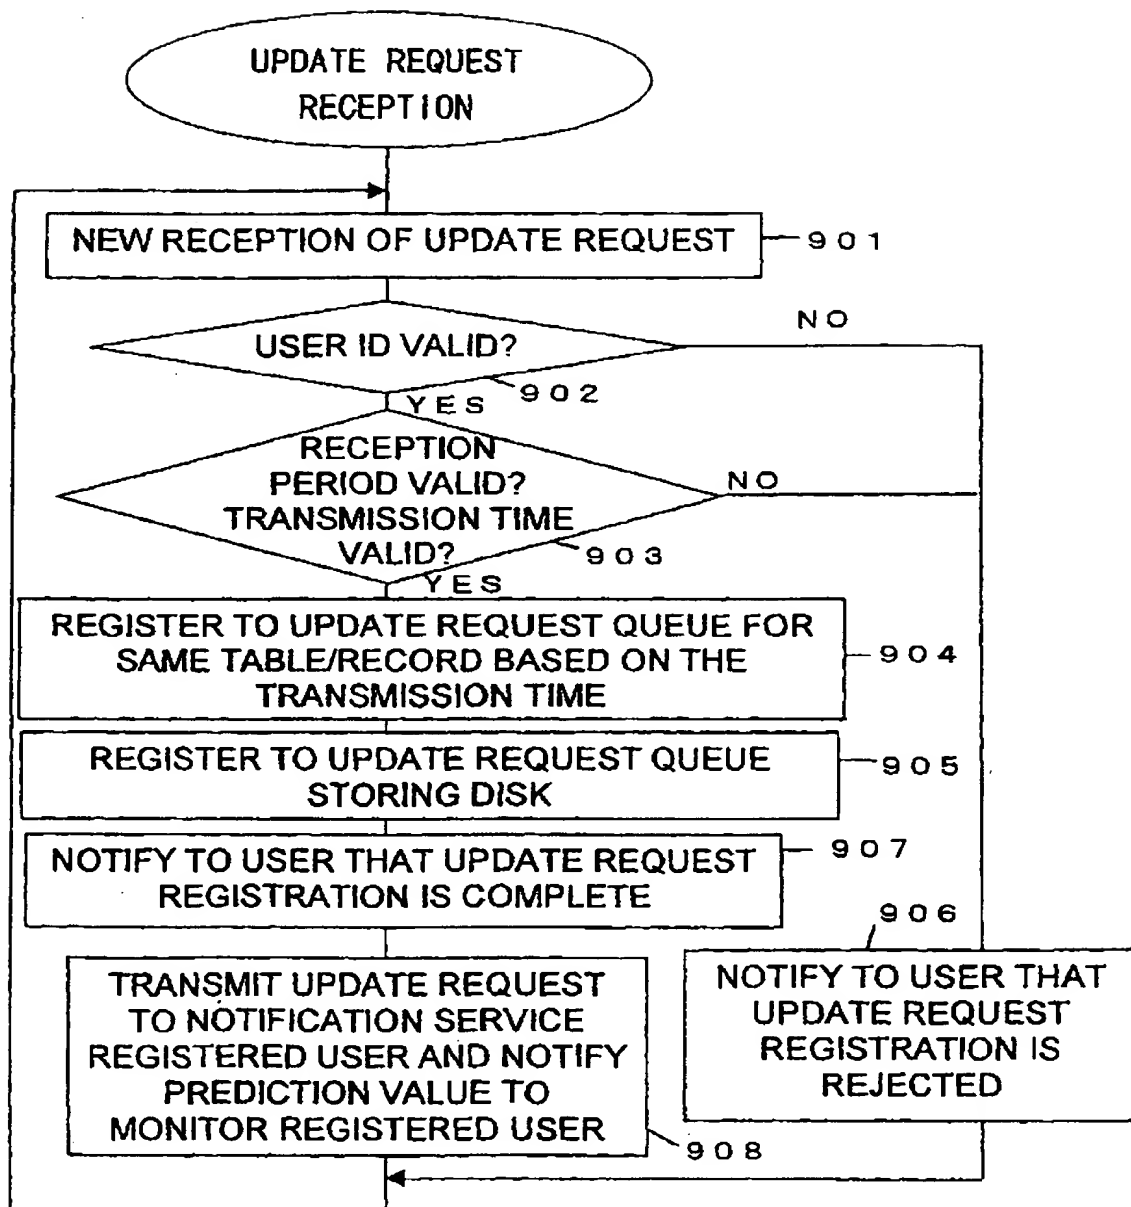 UPDATE REQUEST
RECEPTION
NEW RECEPTION OF UPDATE REQUEST
901
USER ID VALID?
NO
902
YES
RECEPTION
PERIOD VALID?
TRANSMISSION TIME
VALID?
NO
903
YES
REGISTER TO UPDATE REQUEST QUEUE FOR
SAME TABLE/RECORD BASED ON THE
TRANSMISSION TIME
904
REGISTER TO UPDATE REQUEST QUEUE
STORING DISK
905
NOTIFY TO USER THAT UPDATE REQUEST
REGISTRATION IS COMPLETE
907
906
NOTIFY TO USER THAT
UPDATE REQUEST
REGISTRATION IS
REJECTED
TRANSMIT UPDATE REQUEST
TO NOTIFICATION SERVICE
REGISTERED USER AND NOTIFY
PREDICTION VALUE TO
MONITOR REGISTERED USER
908